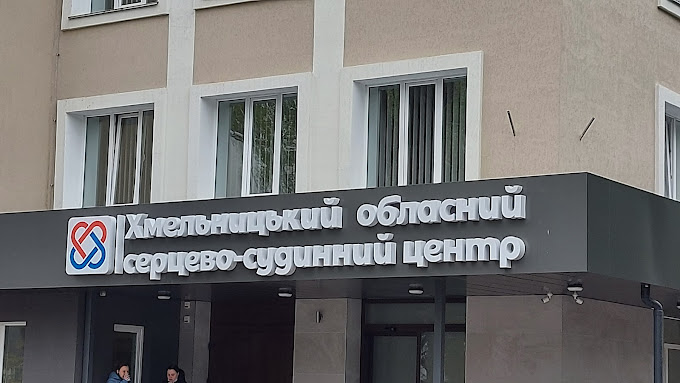 Хмельницький обласний
серцево-судинний центр